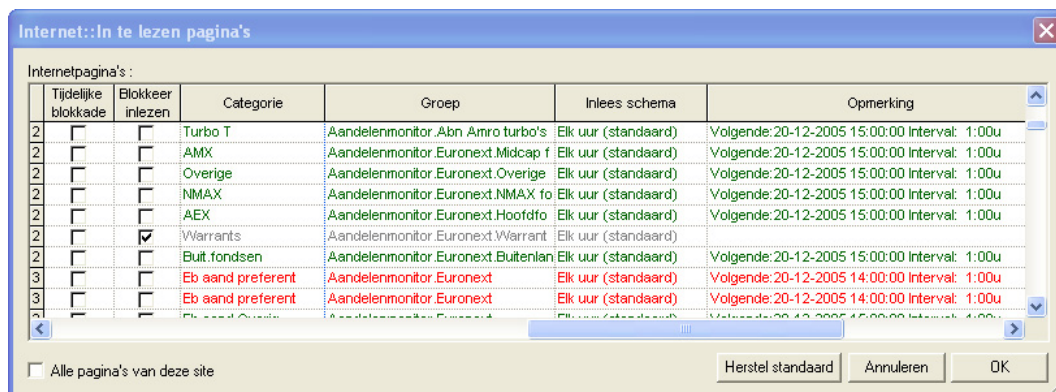 Internet::In te lezen pagina's
Internetpagina's :
Tijdelijke blokkade Blokkeer inlezen Categorie Groep Inlees schema Opmerking
2 Turbo T Aandelenmonitor.Abn Amro turbo's Elk uur (standaard) Volgende:20-12-2005 15:00:00 Interval: 1:00u
2 AMX Aandelenmonitor.Euronext.Midcap f Elk uur (standaard) Volgende:20-12-2005 15:00:00 Interval: 1:00u
2 Overige Aandelenmonitor.Euronext.Overige Elk uur (standaard) Volgende:20-12-2005 15:00:00 Interval: 1:00u
2 NMAX Aandelenmonitor.Euronext.NMAX fo Elk uur (standaard) Volgende:20-12-2005 15:00:00 Interval: 1:00u
2 AEX Aandelenmonitor.Euronext.Hoofdfo Elk uur (standaard) Volgende:20-12-2005 15:00:00 Interval: 1:00u
2 Warrants Aandelenmonitor.Euronext.Warrant Elk uur (standaard)
2 Buit.fondsen Aandelenmonitor.Euronext.Buitenlan Elk uur (standaard) Volgende:20-12-2005 15:00:00 Interval: 1:00u
3 Eb aand preferent Aandelenmonitor.Euronext Elk uur (standaard) Volgende:20-12-2005 14:00:00 Interval: 1:00u
3 Eb aand preferent Aandelenmonitor.Euronext Elk uur (standaard) Volgende:20-12-2005 14:00:00 Interval: 1:00u
Alle pagina's van deze site Herstel standaard Annuleren OK